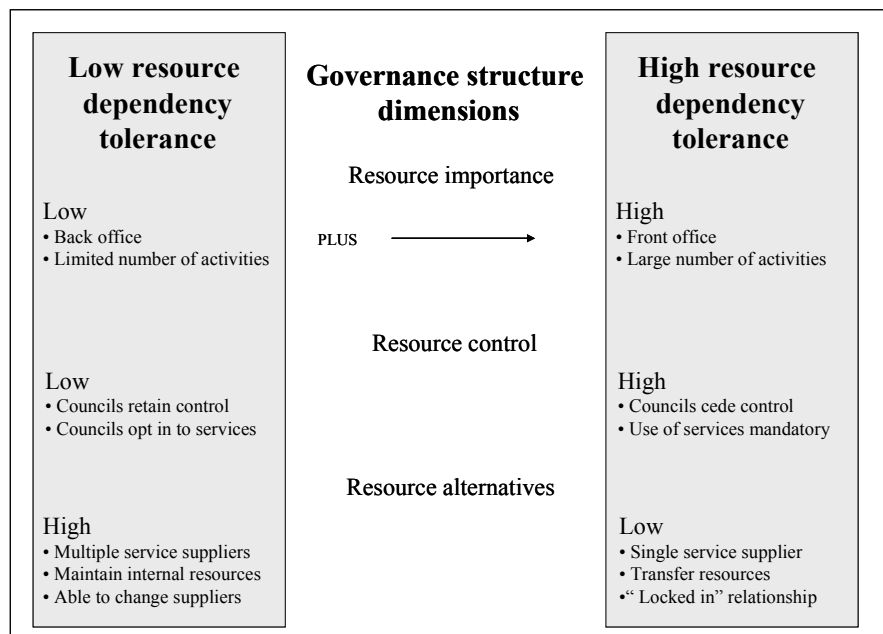 Low resource
dependency
tolerance
Low
• Back office
• Limited number of activities
Low
• Councils retain control
• Councils opt in to services
High
• Multiple service suppliers
• Maintain internal resources
• Able to change suppliers
Governance structure
dimensions
Resource importance
PLUS
Resource control
Resource alternatives
High resource
dependency
tolerance
High
• Front office
• Large number of activities
High
• Councils cede control
• Use of services mandatory
Low
• Single service supplier
• Transfer resources
•“ Locked in” relationship